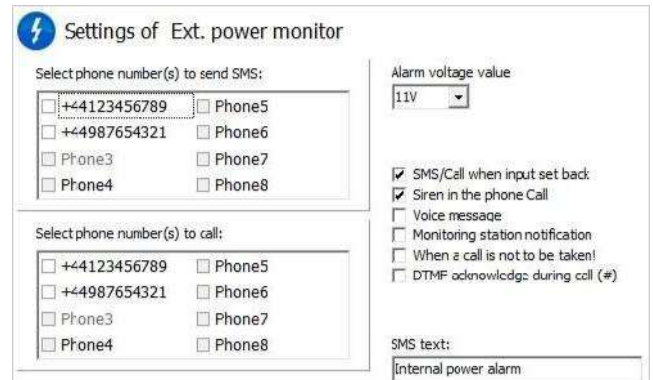 Settings of Ext. power monitor
Select phone number(s) to send SMS:
+44123456789 Phone5
+44987654321 Phone6
Phone3 Phone7
Phone4 Phone8
Select phone number(s) to call:
+44123456789 Phone5
+44987654321 Phone6
Phone3 Phone7
Phone4 Phone8
Alarm voltage value
11V
SMS/Call when input set back
Siren in the phone Call
Voice message
Monitoring station notification
When a call is not to be taken!
DTMF acknowledge during call (#)
SMS text:
Internal power alarm